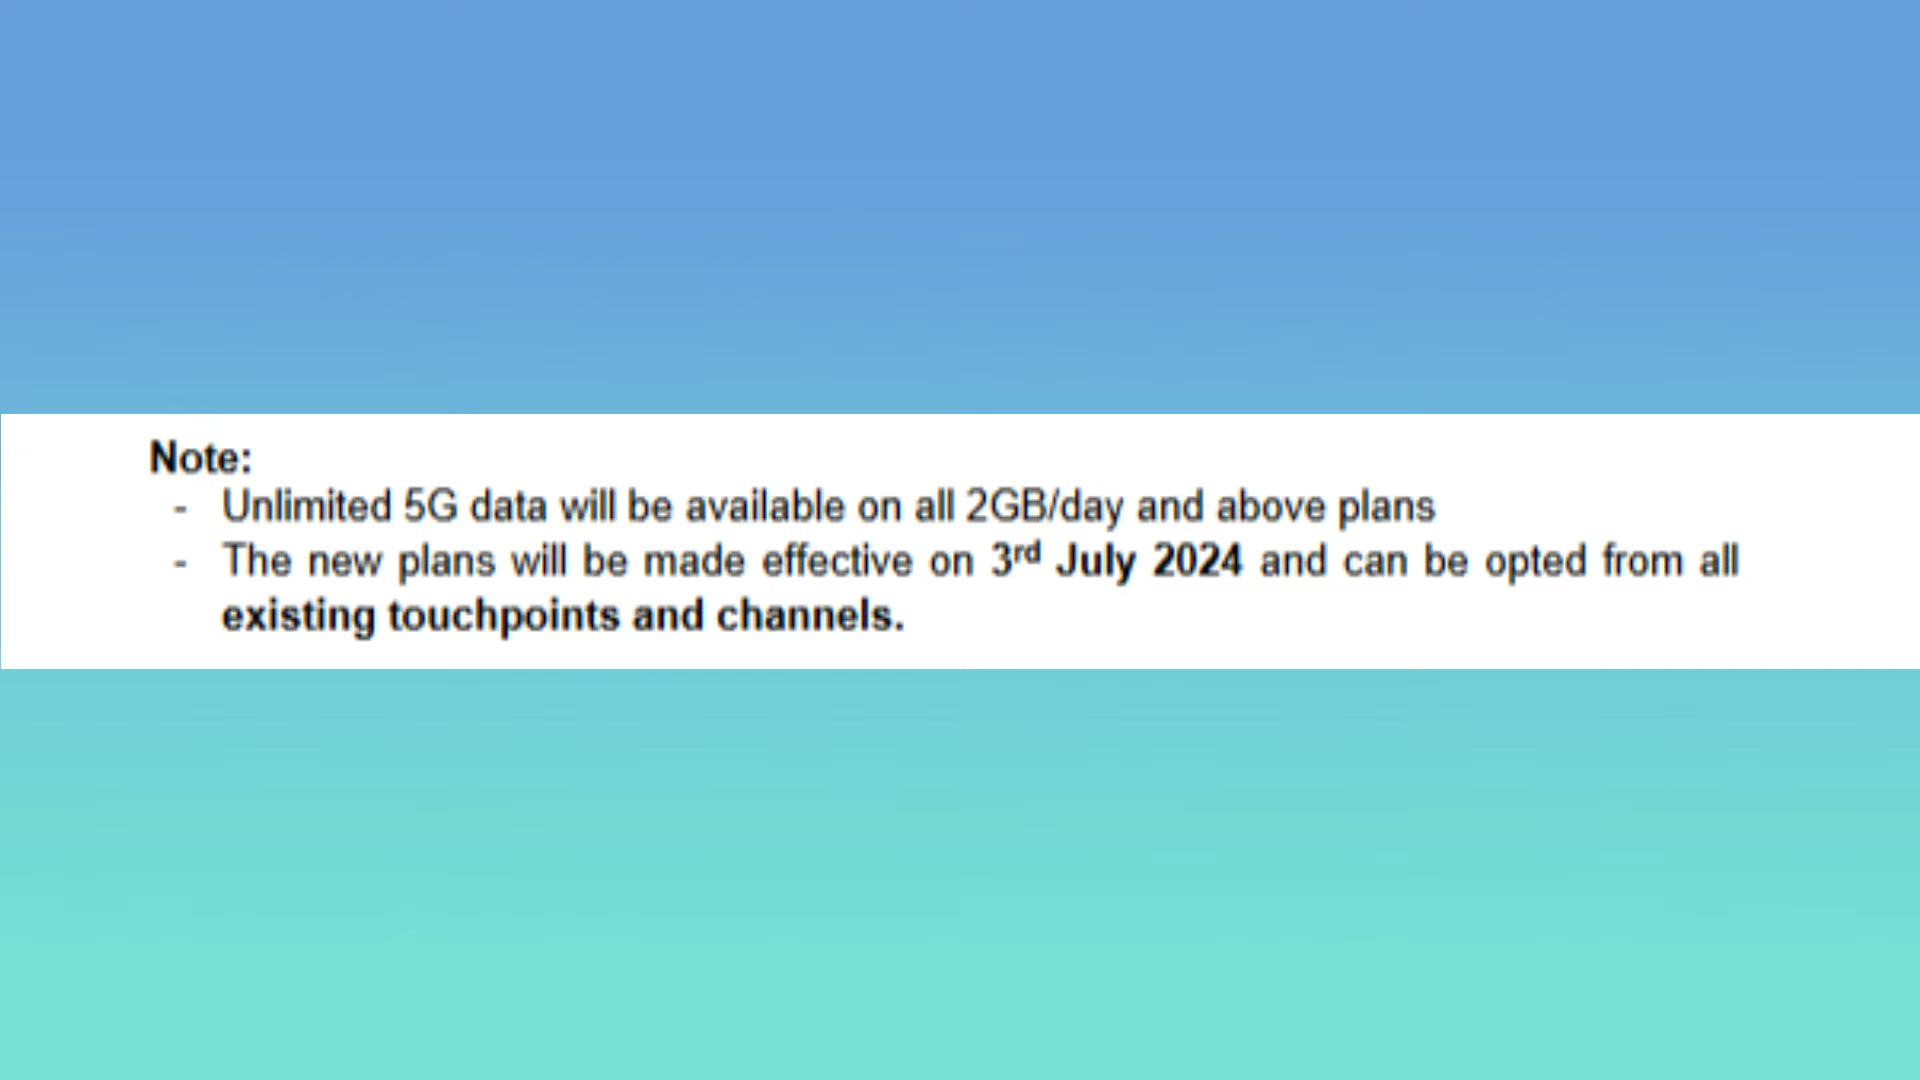 Note:
- Unlimited 5G data will be available on all 2GB/day and above plans
- The new plans will be made effective on 3rd July 2024 and can be opted from all
existing touchpoints and channels.